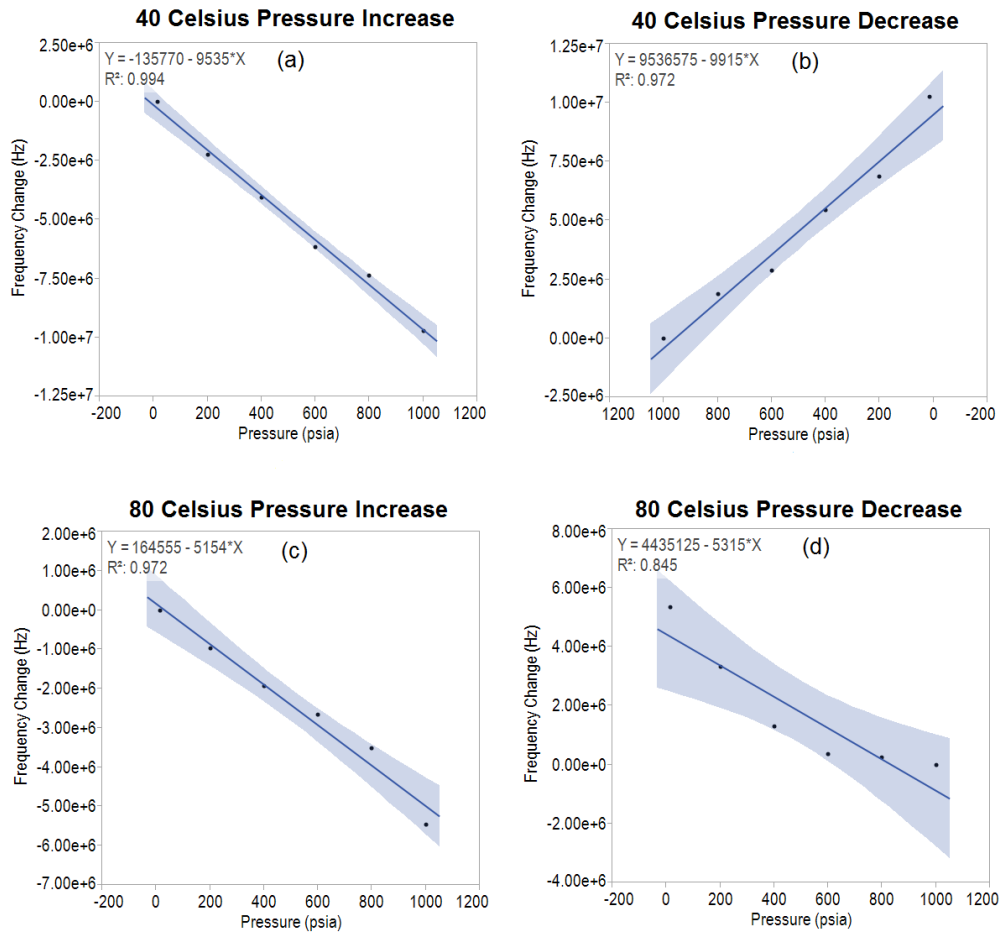 40 Celsius Pressure Increase
Y = -135770 - 9535*X
R²: 0.994
(a)
2.50e+6
0.00e+0
-2.50e+6
-5.00e+6
-7.50e+6
-1.00e+7
-1.25e+7
Frequency Change (Hz)
-200 0 200 400 600 800 1000 1200
Pressure (psia)
40 Celsius Pressure Decrease
Y = 9536575 - 9915*X
R²: 0.972
(b)
1.25e+7
1.00e+7
7.50e+6
5.00e+6
2.50e+6
0.00e+0
-2.50e+6
Frequency Change (Hz)
1200 1000 800 600 400 200 0 -200
Pressure (psia)
80 Celsius Pressure Increase
Y = 164555 - 5154*X
R²: 0.972
(c)
2.00e+6
1.00e+6
0.00e+0
-1.00e+6
-2.00e+6
-3.00e+6
-4.00e+6
-5.00e+6
-6.00e+6
-7.00e+6
Frequency Change (Hz)
-200 0 200 400 600 800 1000 1200
Pressure (psia)
80 Celsius Pressure Decrease
Y = 4435125 - 5315*X
R²: 0.845
(d)
8.00e+6
6.00e+6
4.00e+6
2.00e+6
0.00e+0
-2.00e+6
-4.00e+6
Frequency Change (Hz)
-200 0 200 400 600 800 1000 1200
Pressure (psia)